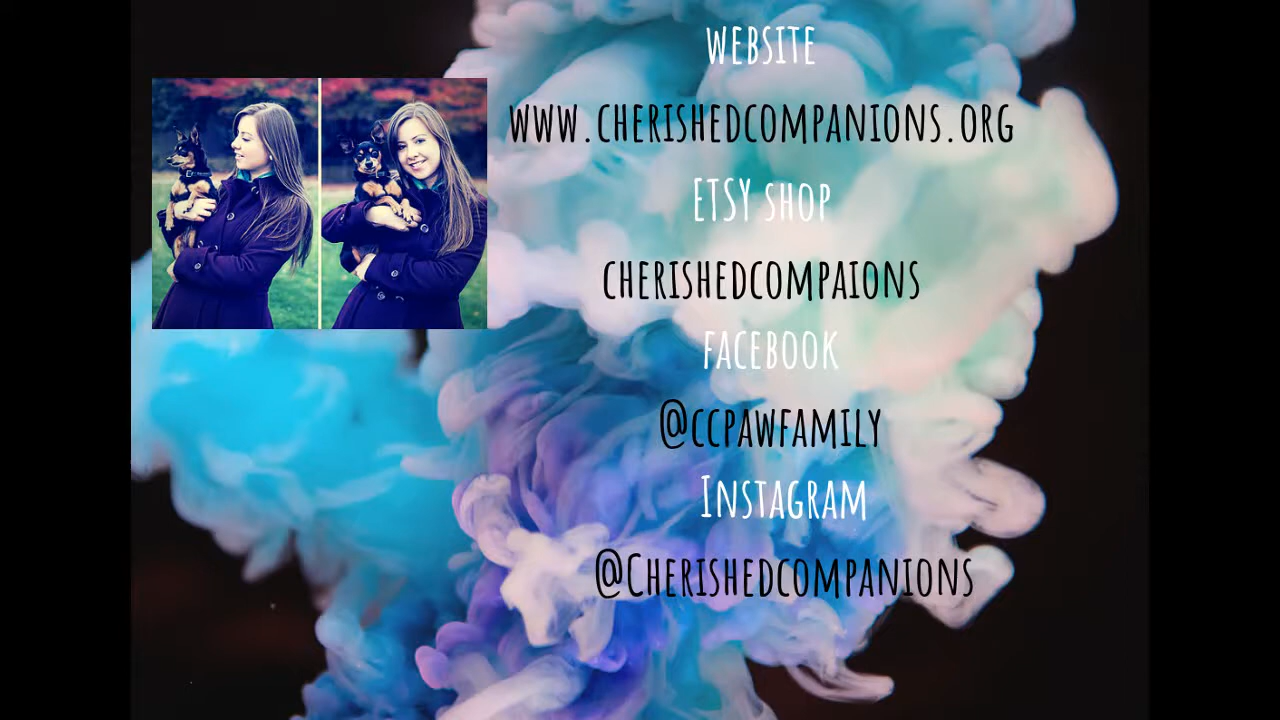 WEBSITE
WWW.CHERISHEDCOMPANIONS.ORG
ETSY SHOP
CHERISHEDCOMPAIONS
FACEBOOK
@CCPAWFAMILY
INSTAGRAM
@CHERISHEDCOMPANIONS